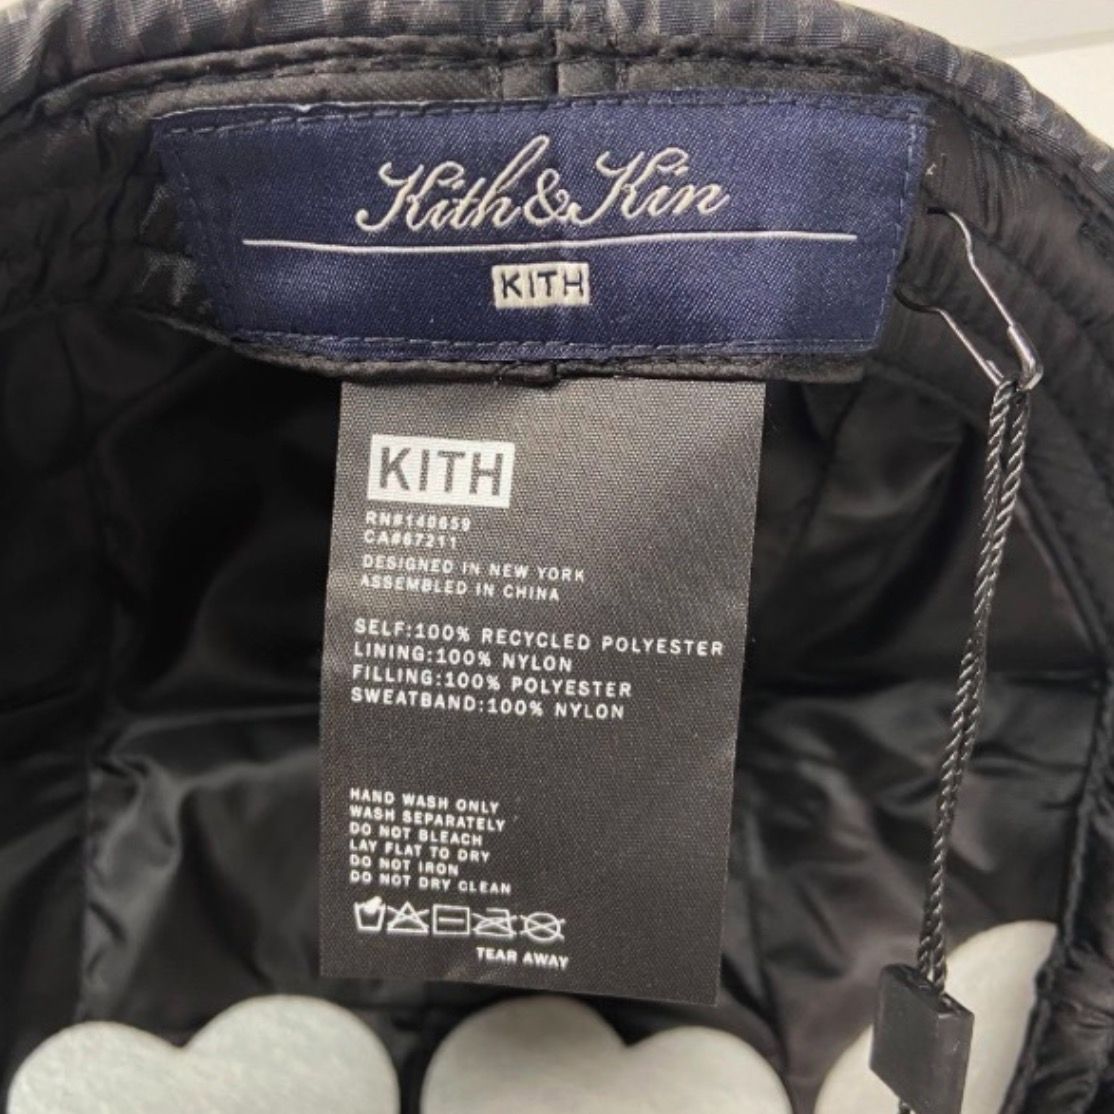 Kith & Kin
KITH
KITH
RN#140659
CA#67211
DESIGNED IN NEW YORK
ASSEMBLED IN CHINA
SELF:100% RECYCLED POLYESTER
LINING:100% NYLON
FILLING:100% POLYESTER
SWEATBAND:100% NYLON
HAND WASH ONLY
WASH SEPARATELY
DO NOT BLEACH
LAY FLAT TO DRY
DO NOT IRON
DO NOT DRY CLEAN
TEAR AWAY